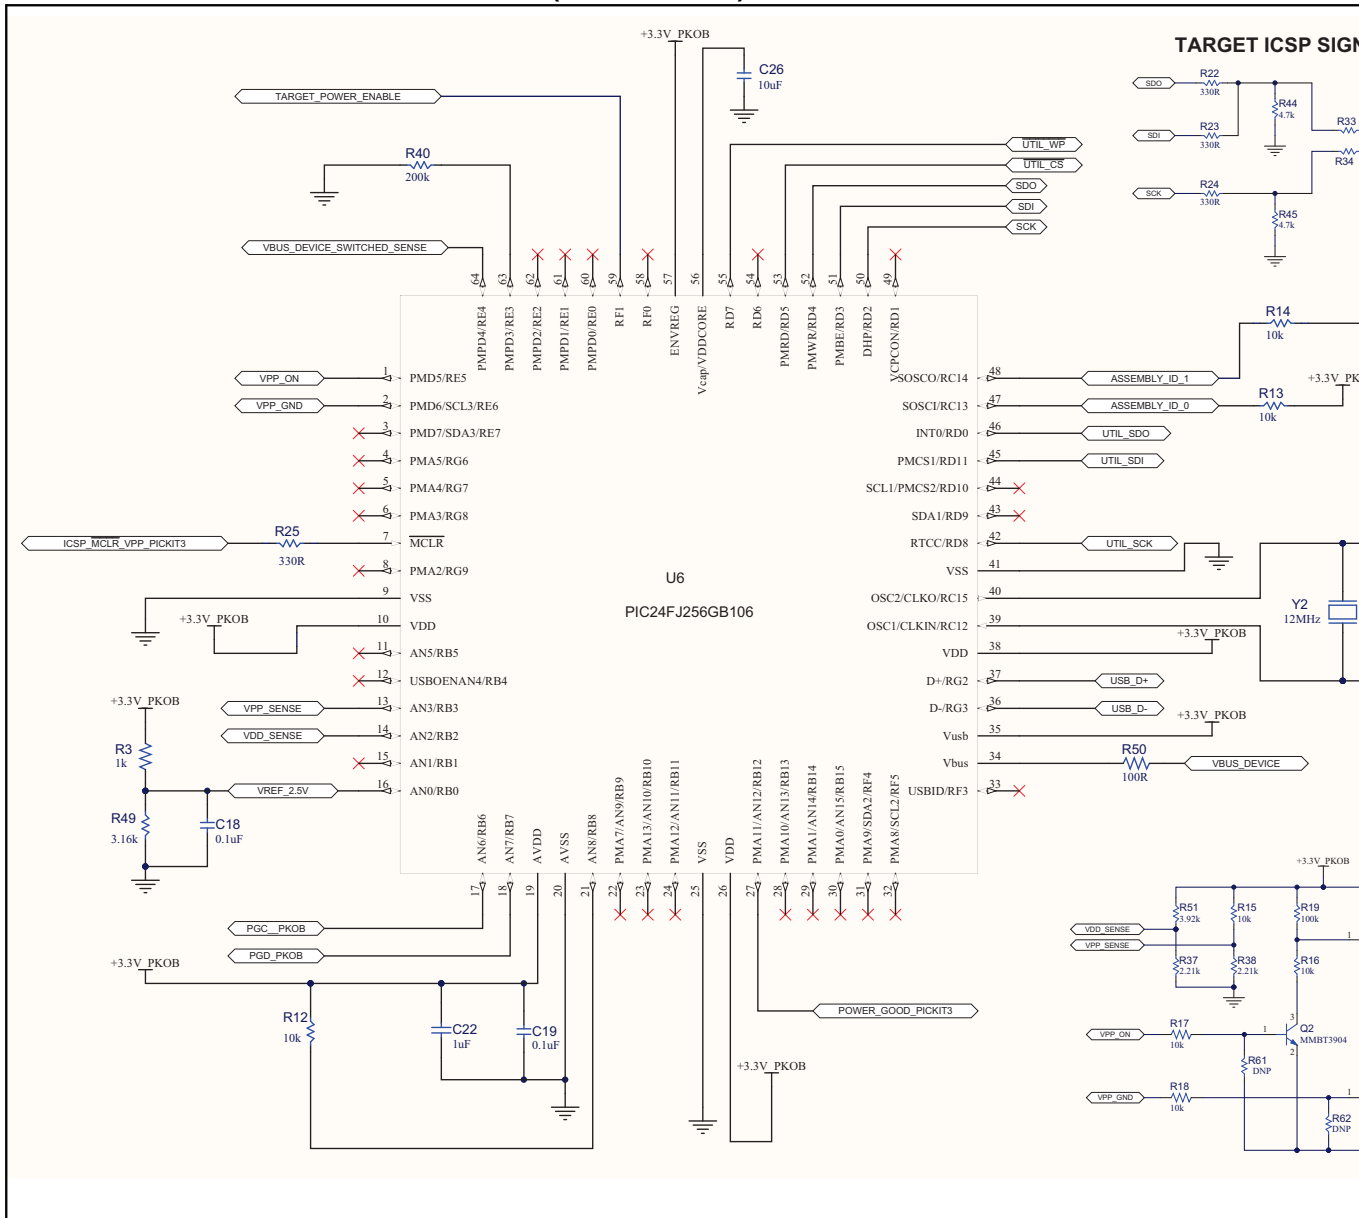 +3.3V_PKOB
TARGET ICSP SIGN
C26
10uF
TARGET_POWER_ENABLE
SDO
R22
330R
R44
4.7k
R33
SDI
R23
330R
R34
UTIL_WP
UTIL_CS
R40
200k
SDO
SDI
SCK
SCK
R24
330R
R45
4.7k
VBUS_DEVICE_SWITCHED_SENSE
64
63
62
61
60
59
58
57
56
55
54
53
52
51
50
49
PMPD4/RE4
PMPD3/RE3
PMPD2/RE2
PMPD1/RE1
PMPD0/RE0
RF1
RF0
ENVREG
Vcap/VDDCORE
RD7
RD6
PMRD/RD5
PMWR/RD4
PMBE/RD3
DHP/RD2
VCPCON/RD1
R14
10k
VPP_ON
1
PMD5/RE5
SOSCO/RC14
48
ASSEMBLY_ID_1
+3.3V_PK
VPP_GND
2
PMD6/SCL3/RE6
SOSCI/RC13
47
ASSEMBLY_ID_0
R13
10k
3
PMD7/SDA3/RE7
INT0/RD0
46
UTIL_SDO
4
PMA5/RG6
PMCS1/RD11
45
UTIL_SDI
5
PMA4/RG7
SCL1/PMCS2/RD10
44
6
PMA3/RG8
SDA1/RD9
43
ICSP_MCLR_VPP_PICKIT3
R25
330R
7
MCLR
RTCC/RD8
42
UTIL_SCK
8
PMA2/RG9
VSS
41
U6
PIC24FJ256GB106
9
VSS
OSC2/CLKO/RC15
40
Y2
12MHz
+3.3V_PKOB
10
VDD
OSC1/CLKIN/RC12
39
+3.3V_PKOB
11
AN5/RB5
VDD
38
12
USBOENAN4/RB4
D+/RG2
37
USB_D+
+3.3V_PKOB
VPP_SENSE
13
AN3/RB3
D-/RG3
36
USB_D-
+3.3V_PKOB
VDD_SENSE
14
AN2/RB2
Vusb
35
R3
1k
15
AN1/RB1
Vbus
34
R50
100R
VBUS_DEVICE
VREF_2.5V
16
AN0/RB0
USBID/RF3
33
R49
3.16k
C18
0.1uF
AN6/RB6
AN7/RB7
AVDD
AVSS
AN8/RB8
PMA7/AN9/RB9
PMA13/AN10/RB10
PMA12/AN11/RB11
VSS
VDD
PMA11/AN12/RB12
PMA10/AN13/RB13
PMA1/AN14/RB14
PMA0/AN15/RB15
PMA9/SDA2/RF4
PMA8/SCL2/RF5
17
18
19
20
21
22
23
24
25
26
27
28
29
30
31
32
+3.3V_PKOB
R51
3.92k
R15
10k
R19
100k
PGC__PKOB
PGD_PKOB
VDD_SENSE
VPP_SENSE
1
+3.3V_PKOB
R37
2.21k
R38
2.21k
R16
10k
R12
10k
C22
1uF
C19
0.1uF
POWER_GOOD_PICKIT3
VPP_ON
R17
10k
1
3
Q2
MMBT3904
2
R61
DNP
+3.3V_PKOB
VPP_GND
R18
10k
1
R62
DNP